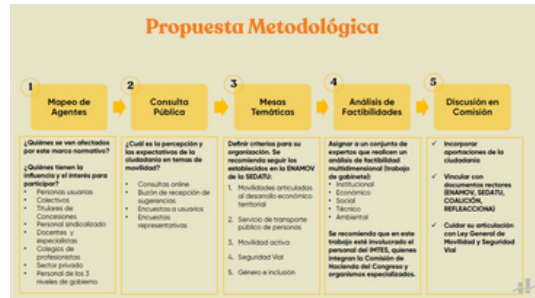 Propuesta Metodológica
1
Mapeo de
Agentes
¿Quiénes se ven afectados
por este marco normativo?
¿Quiénes tienen la
influencia y el interés para
participar?
• Personas usuarias
• Colectivos
• Titulares de
Concesiones
• Personal sindicalizado
• Docentes y
especialistas
• Colegios de
profesionistas
• Sector privado
• Personal de los 3
niveles de gobierno
2
Consulta
Pública
¿Cuál es la percepción y
las expectativas de la
ciudadanía en temas de
movilidad?
• Consultas online
• Buzón de recepción de
sugerencias
• Encuestas a usuarios
• Encuestas
representativas
3
Mesas
Temáticas
Definir criterios para su
organización. Se
recomienda seguir los
establecidos en la ENAMOV
de la SEDATU:
1. Movilidades articuladas
al desarrollo económico
territorial
2. Servicio de transporte
público de personas
3. Movilidad activa
4. Seguridad Vial
5. Género e inclusión
4
Análisis de
Factibilidades
Asignar a un conjunto de
expertos que realicen un
análisis de factibilidad
multidimensional (trabajo
de gabinete):
• Institucional
• Económico
• Social
• Técnico
• Ambiental
Se recomienda que en este
trabajo está involucrado el
personal del IMTES, quienes
integran la Comisión de
Hacienda del Congreso y
organismos especializados.
5
Discusión en
Comisión
✓ Incorporar
aportaciones de la
ciudadanía
✓ Vincular con
documentos rectores
(ENAMOV, SEDATU,
COALICIÓN,
REFLEACCIONA)
✓ Cuidar su articulación
con Ley General de
Movilidad y Seguridad
Vial